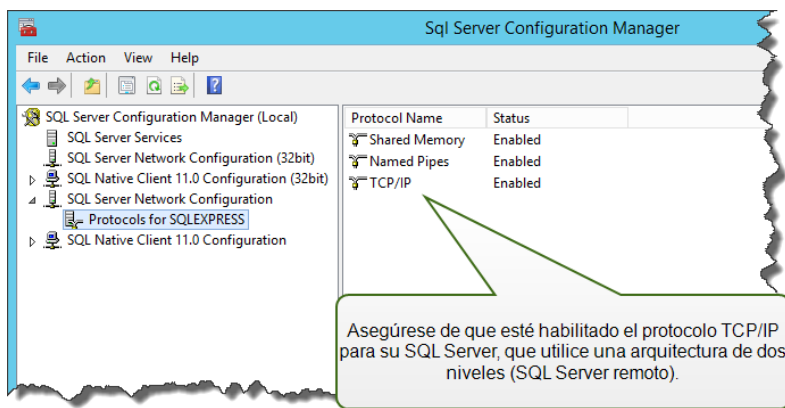 Sql Server Configuration Manager
File Action View Help
SQL Server Configuration Manager (Local)
SQL Server Services
SQL Server Network Configuration (32bit)
SQL Native Client 11.0 Configuration (32bit)
SQL Server Network Configuration
Protocols for SQLEXPRESS
SQL Native Client 11.0 Configuration
Protocol Name Status
Shared Memory Enabled
Named Pipes Enabled
TCP/IP Enabled
Asegúrese de que esté habilitado el protocolo TCP/IP
para su SQL Server, que utilice una arquitectura de dos
niveles (SQL Server remoto).